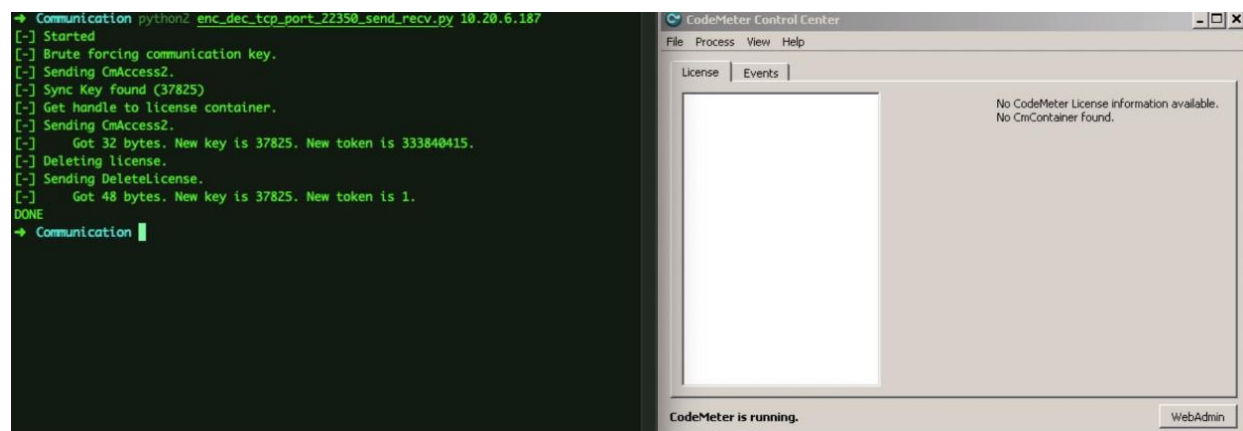 → Communication python2 enc_dec_tcp_port_22350_send_recv.py 10.20.6.187
[-] Started
[-] Brute forcing communication key.
[-] Sending CmAccess2.
[-] Sync Key found (37825)
[-] Get handle to license container.
[-] Sending CmAccess2.
[-] Got 32 bytes. New key is 37825. New token is 333840415.
[-] Deleting license.
[-] Sending DeleteLicense.
[-] Got 48 bytes. New key is 37825. New token is 1.
DONE
→ Communication
CodeMeter Control Center
File Process View Help
License Events
No CodeMeter License information available.
No CmContainer found.
CodeMeter is running.
WebAdmin